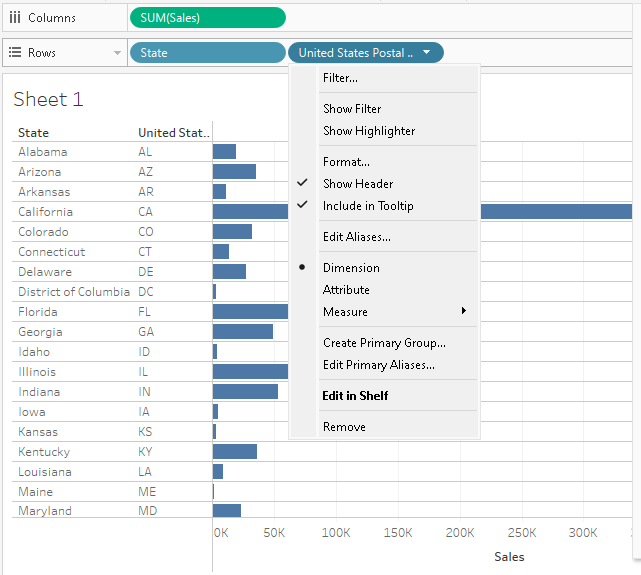 Columns SUM(Sales)
Rows State United States Postal ..
Filter...
Show Filter
Show Highlighter
Format...
Show Header
Include in Tooltip
Edit Aliases...
Dimension
Attribute
Measure
Create Primary Group...
Edit Primary Aliases...
Edit in Shelf
Remove
Sheet 1
State United Stat..
Alabama AL
Arizona AZ
Arkansas AR
California CA
Colorado CO
Connecticut CT
Delaware DE
District of Columbia DC
Florida FL
Georgia GA
Idaho ID
Illinois IL
Indiana IN
Iowa IA
Kansas KS
Kentucky KY
Louisiana LA
Maine ME
Maryland MD
0K 50K 100K 150K 200K 250K 300K
Sales